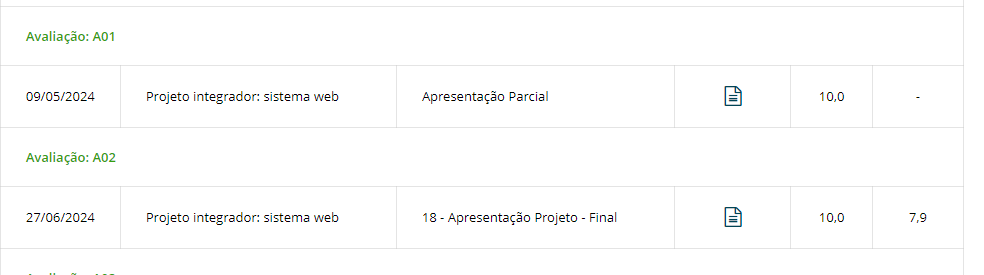 Avaliação: A01
09/05/2024 Projeto integrador: sistema web Apresentação Parcial 10,0 -
Avaliação: A02
27/06/2024 Projeto integrador: sistema web 18 - Apresentação Projeto - Final 10,0 7,9